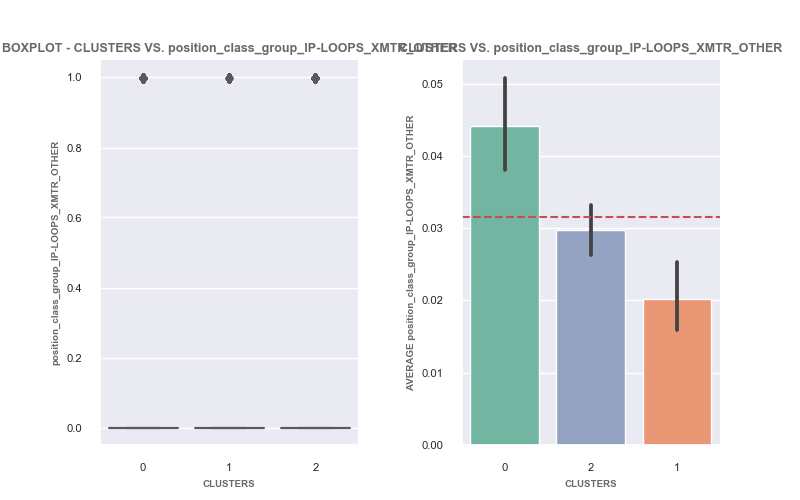 BOXPLOT - CLUSTERS VS. position_class_group_IP-LOOPS_XMTR_OTHER
CLUSTERS VS. position_class_group_IP-LOOPS_XMTR_OTHER
position_class_group_IP-LOOPS_XMTR_OTHER
1.0
0.8
0.6
0.4
0.2
0.0
0 1 2
CLUSTERS
AVERAGE position_class_group_IP-LOOPS_XMTR_OTHER
0.05
0.04
0.03
0.02
0.01
0.00
0 2 1
CLUSTERS